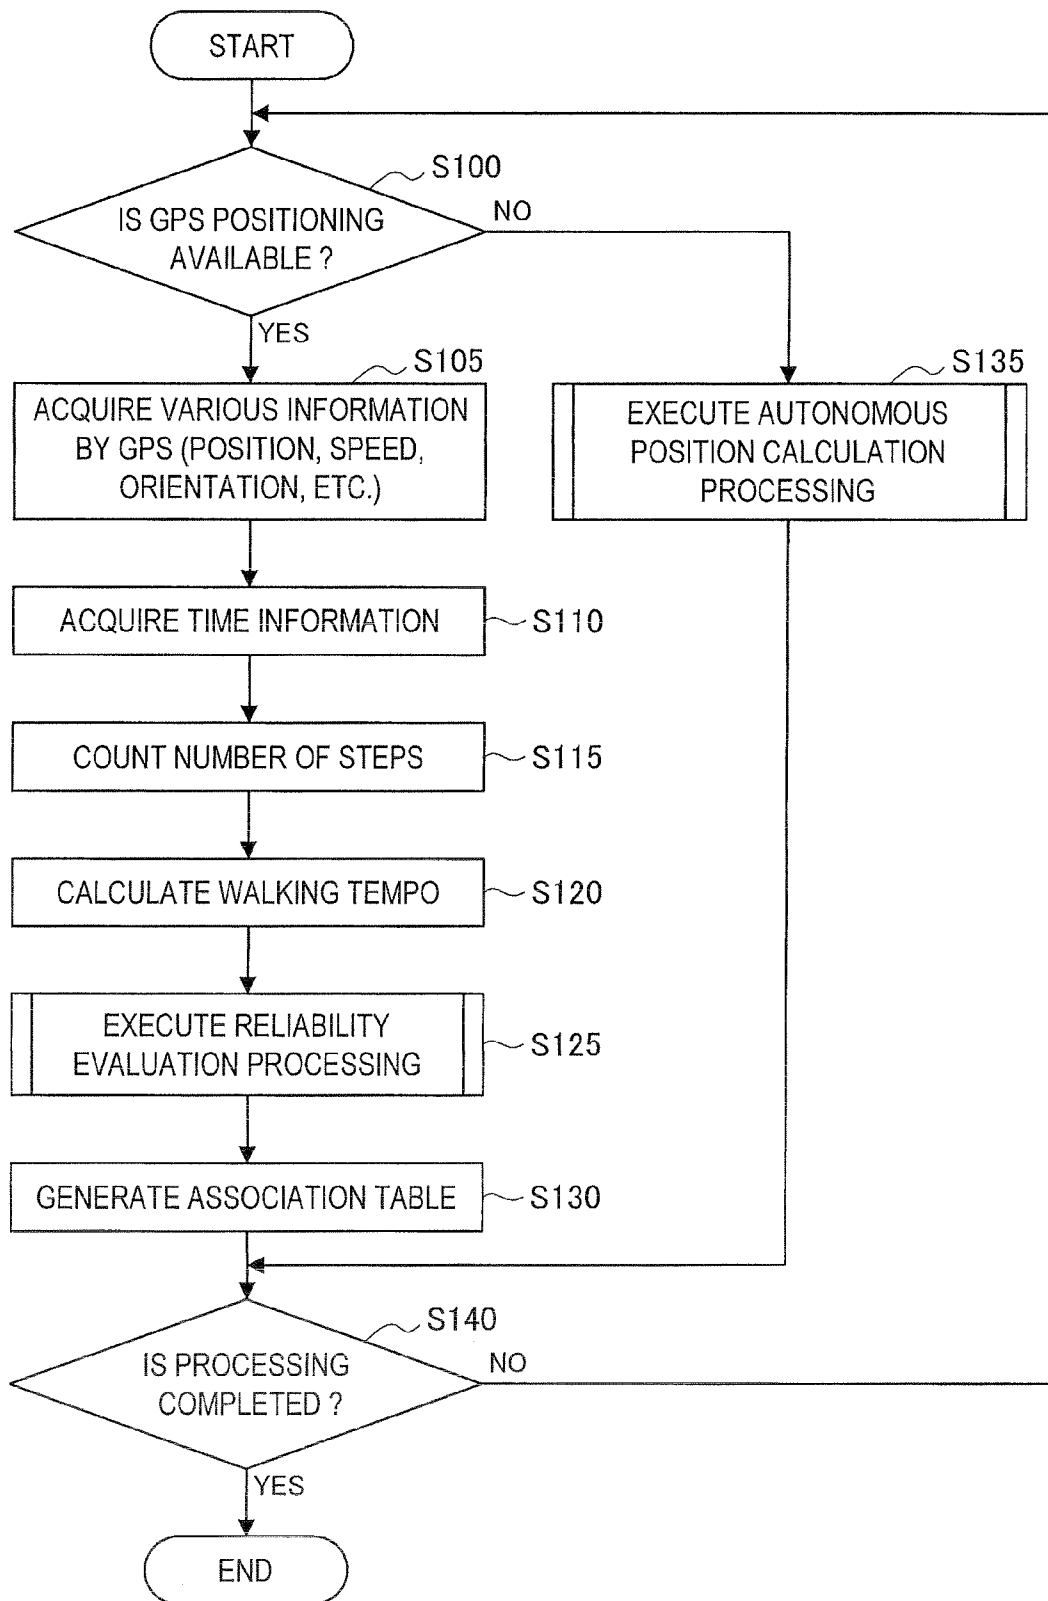 START
S100
IS GPS POSITIONING
AVAILABLE ?
NO
YES
S105
ACQUIRE VARIOUS INFORMATION
BY GPS (POSITION, SPEED,
ORIENTATION, ETC.)
S135
EXECUTE AUTONOMOUS
POSITION CALCULATION
PROCESSING
ACQUIRE TIME INFORMATION
S110
COUNT NUMBER OF STEPS
S115
CALCULATE WALKING TEMPO
S120
EXECUTE RELIABILITY
EVALUATION PROCESSING
S125
GENERATE ASSOCIATION TABLE
S130
S140
IS PROCESSING
COMPLETED ?
NO
YES
END